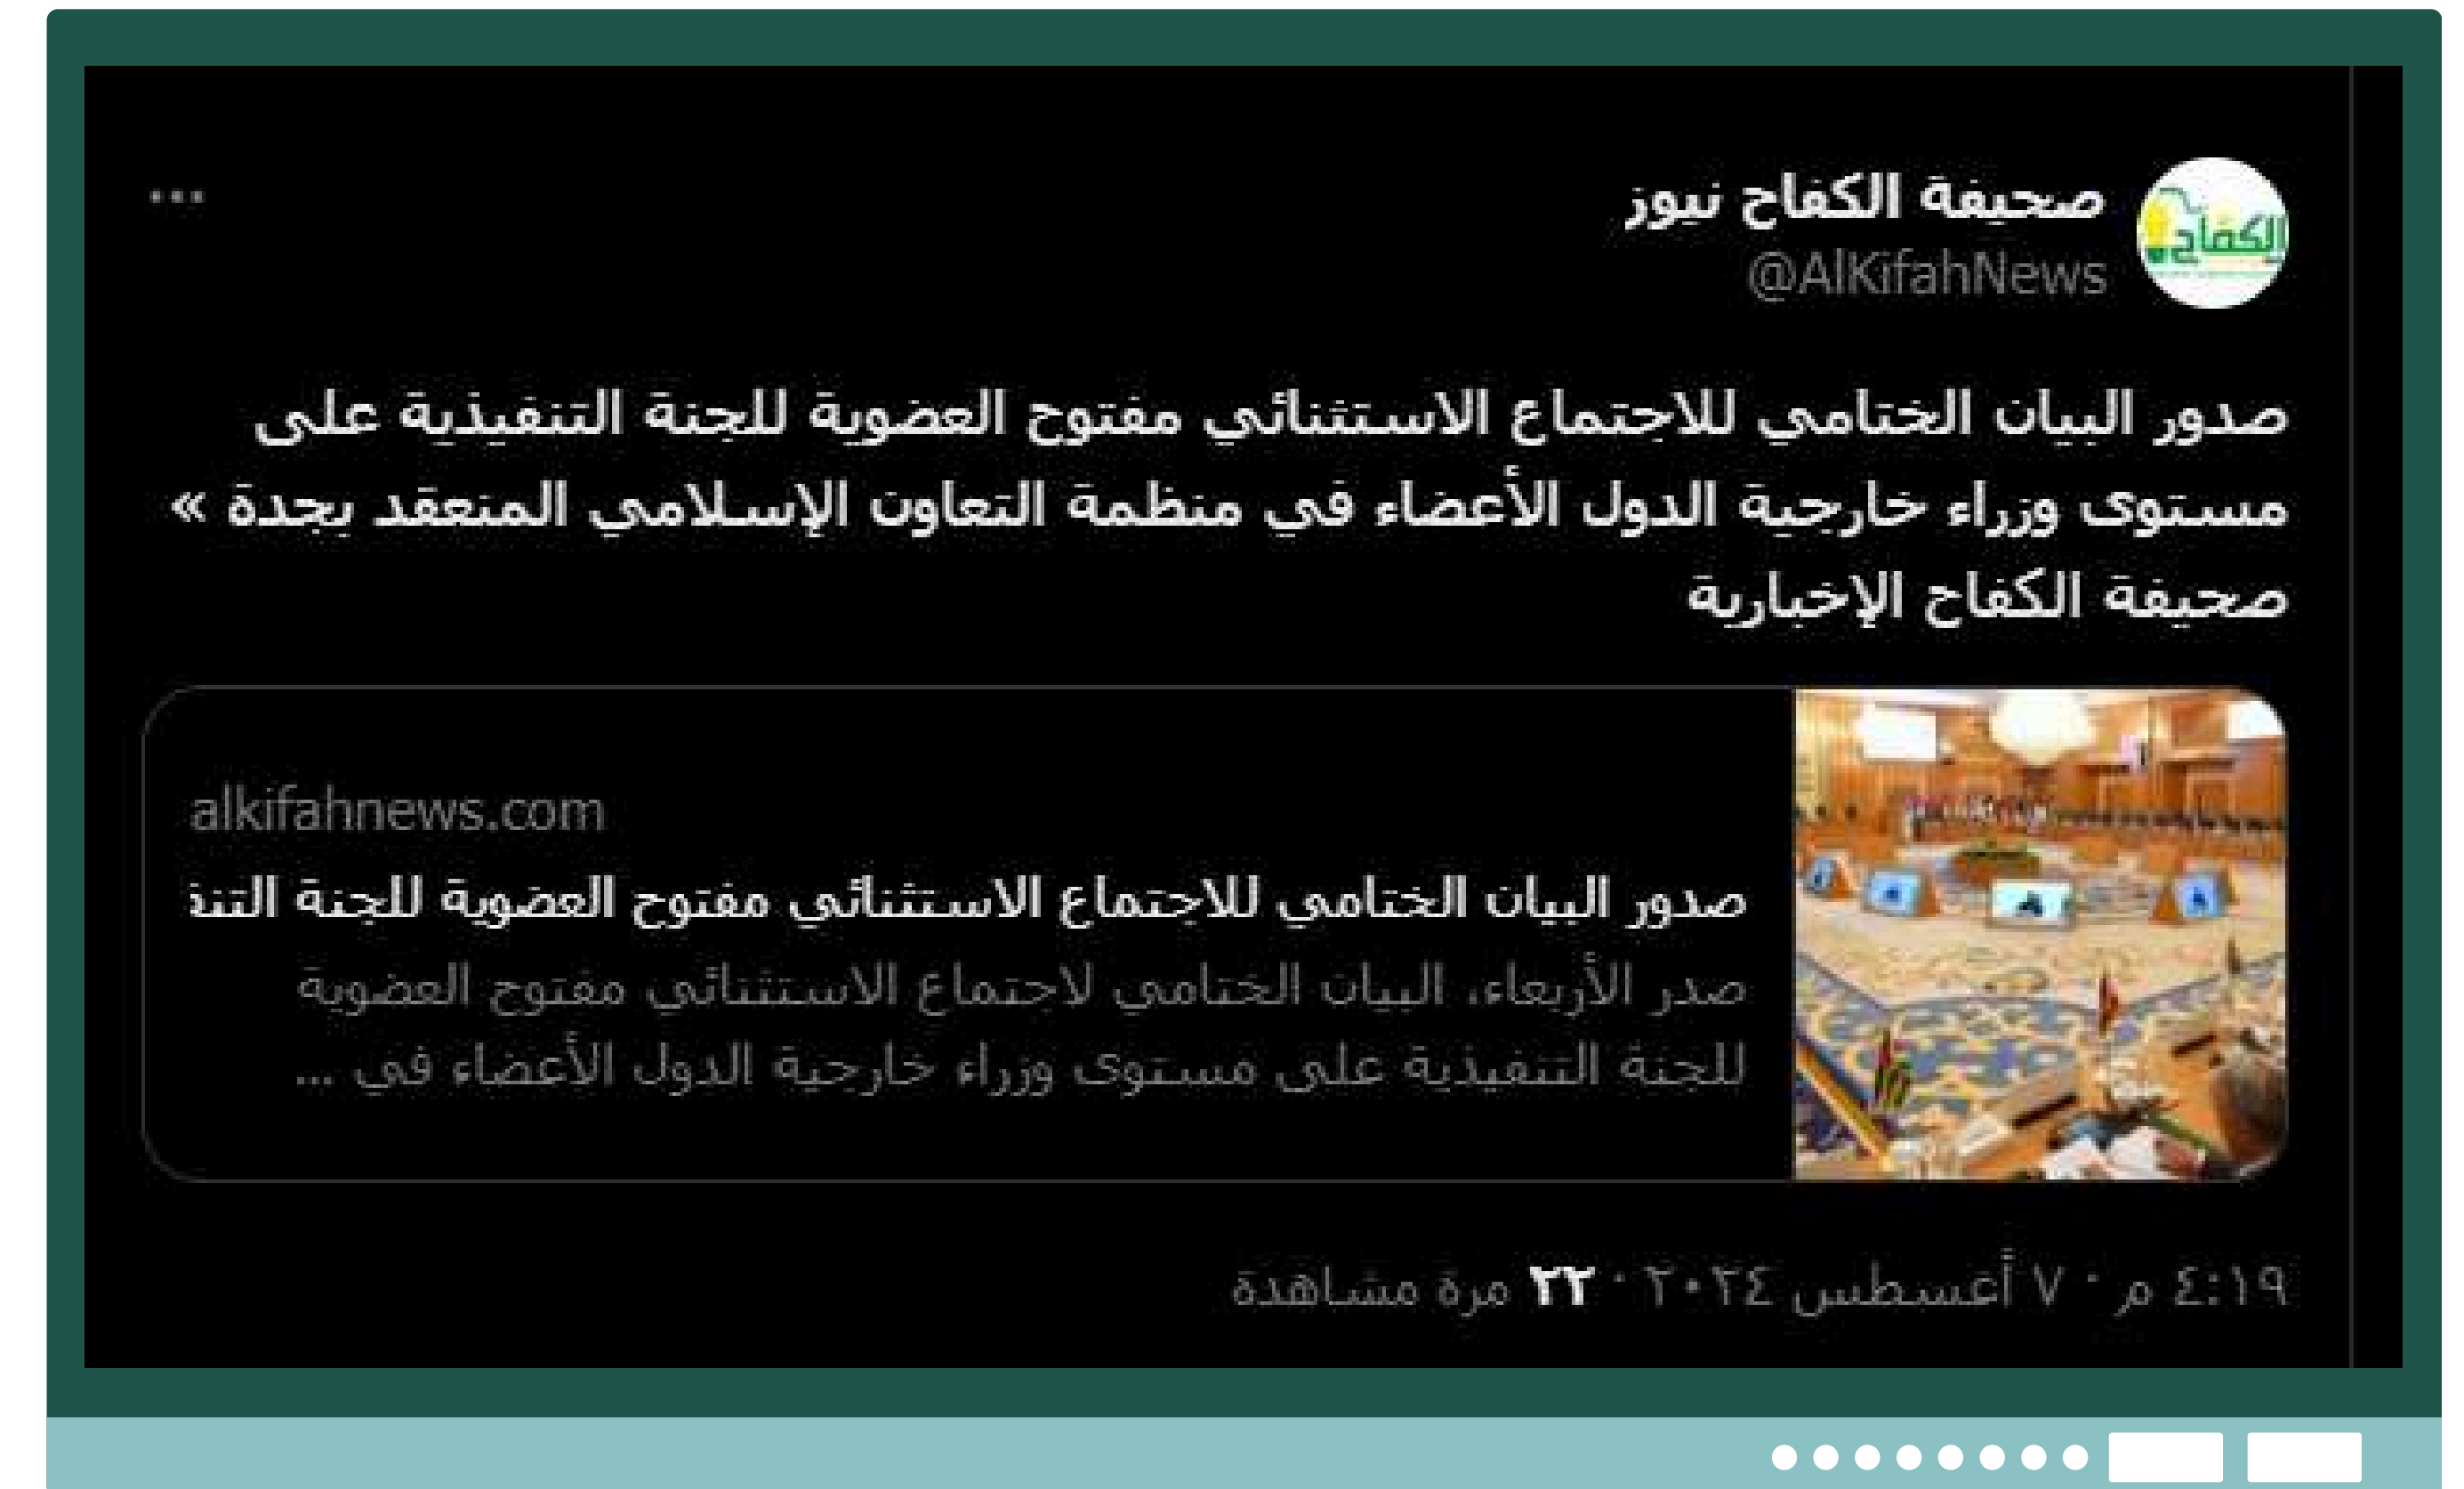 صحيفة الكفاح نيوز
@AlKifahNews
الكفاح
صدور البيان الختامي للاجتماع الاستثنائي مفتوح العضوية للجنة التنفيذية على
مستوى وزراء خارجية الدول الأعضاء في منظمة التعاون الإسلامي المنعقد بجدة »
صحيفة الكفاح الإخبارية
alkifahnews.com
صدور البيان الختامي للاجتماع الاستثنائي مفتوح العضوية للجنة التنف
صدر الأربعاء، البيان الختامي لاجتماع الاستثنائي مفتوح العضوية
للجنة التنفيذية على مستوى وزراء خارجية الدول الأعضاء في ...
٤:١٩ م · ٧ أغسطس ٢٠٢٤ · ٢٢ مرة مشاهدة